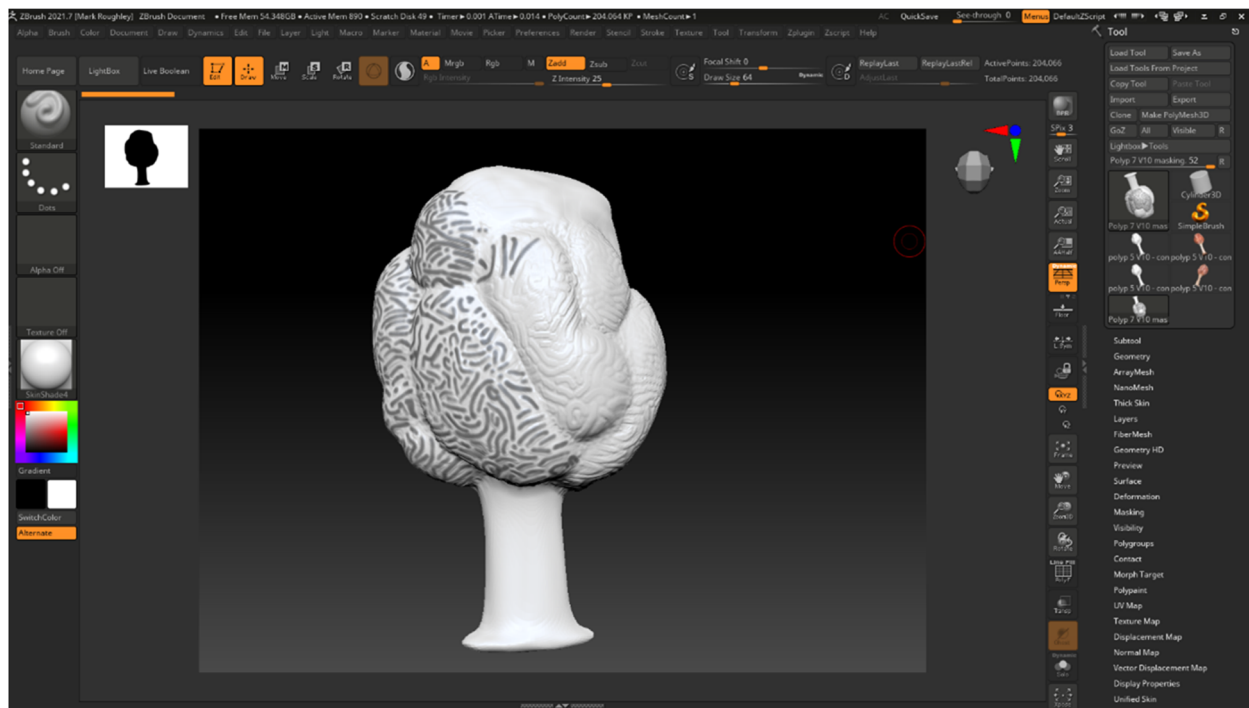 ZBrush 2021.7 [Mark Roughley] ZBrush Document • Free Mem 54.348GB • Active Mem 890 • Scratch Disk 49 • Timer▶0.001 ATime▶0.014 • PolyCount▶204.064 KP • MeshCount▶1 AC QuickSave See-through 0 Menus DefaultZScript
Alpha Brush Color Document Draw Dynamics Edit File Layer Light Macro Marker Material Movie Picker Preferences Render Stencil Stroke Texture Tool Transform Zplugin Zscript Help
Home Page LightBox Live Boolean Edit Draw Move Scale Rotate
A Mrgb Rgb M Zadd Zsub Zcut
Rgb Intensity Z Intensity 25
Focal Shift 0
Draw Size 64 Dynamic
ReplayLast ReplayLastRel
AdjustLast
ActivePoints: 204,066
TotalPoints: 204,066
Standard
Dots
Alpha Off
Texture Off
SkinShade4
Gradient
SwitchColor
Alternate
SPix 3
Scroll
Zoom
Actual
AAHalf
Persp
Floor
L.Sym
Frame
Move
Zoom3D
Rotate
Line Fill
PolyF
Transp
Dynamic
Solo
Xpose
Tool
Load Tool Save As
Load Tools From Project
Copy Tool Paste Tool
Import Export
Clone Make PolyMesh3D
GoZ All Visible R
Lightbox▶Tools
Polyp 7 V10 masking. 52 R
Cylinder3D
Polyp 7 V10 mas SimpleBrush
polyp 5 V10 - con polyp 5 V10 - con
polyp 5 V10 - con polyp 5 V10 - con
Polyp 7 V10 mas
Subtool
Geometry
ArrayMesh
NanoMesh
Thick Skin
Layers
FiberMesh
Geometry HD
Preview
Surface
Deformation
Masking
Visibility
Polygroups
Contact
Morph Target
Polypaint
UV Map
Texture Map
Displacement Map
Normal Map
Vector Displacement Map
Display Properties
Unified Skin